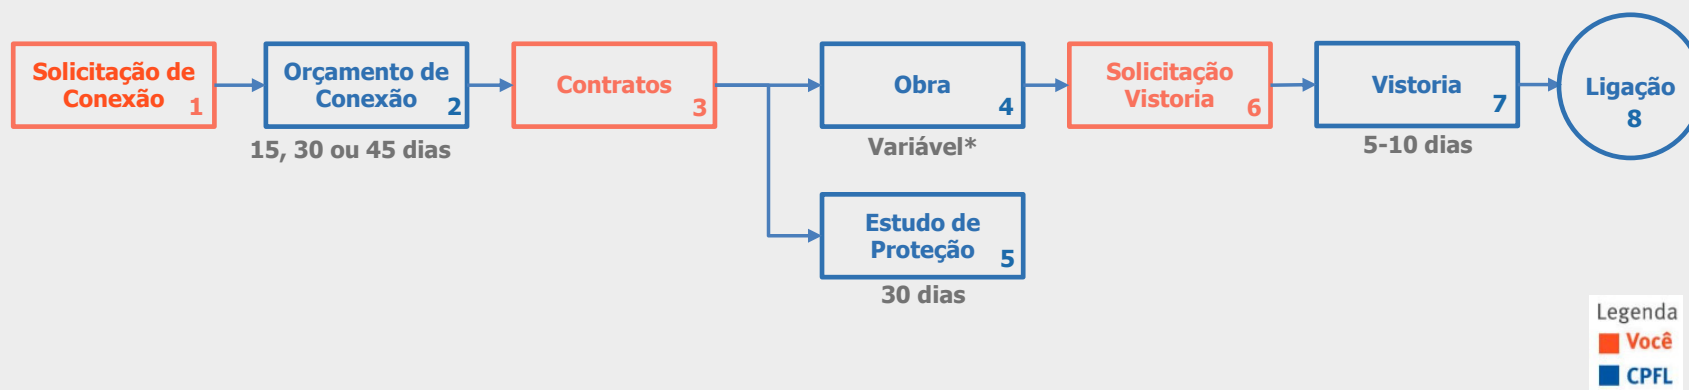 Solicitação de
Conexão 1
Orçamento de
Conexão 2
15, 30 ou 45 dias
Contratos 3
Obra 4
Variável*
Estudo de
Proteção 5
30 dias
Solicitação
Vistoria 6
Vistoria 7
5-10 dias
Ligação
8
Legenda
Você
CPFL